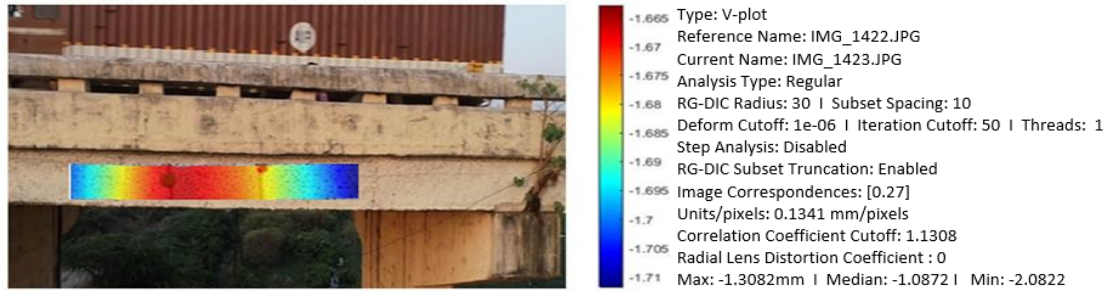 -1.665
-1.67
-1.675
-1.68
-1.685
-1.69
-1.695
-1.7
-1.705
-1.71
Type: V-plot
Reference Name: IMG_1422.JPG
Current Name: IMG_1423.JPG
Analysis Type: Regular
RG-DIC Radius: 30 I Subset Spacing: 10
Deform Cutoff: 1e-06 I Iteration Cutoff: 50 I Threads: 1
Step Analysis: Disabled
RG-DIC Subset Truncation: Enabled
Image Correspondences: [0.27]
Units/pixels: 0.1341 mm/pixels
Correlation Coefficient Cutoff: 1.1308
Radial Lens Distortion Coefficient : 0
Max: -1.3082mm I Median: -1.0872 I Min: -2.0822